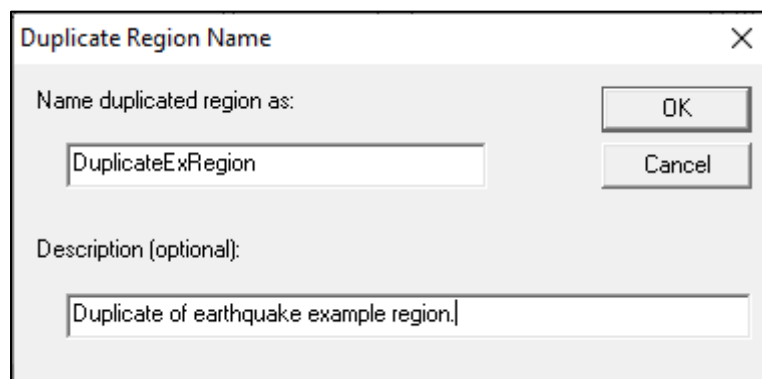 Duplicate Region Name
Name duplicated region as:
OK
DuplicateExRegion
Cancel
Description (optional):
Duplicate of earthquake example region.